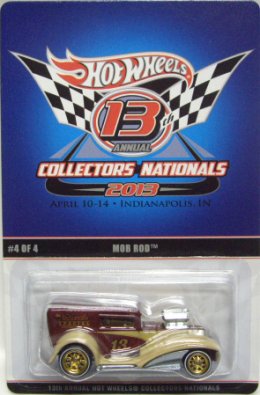 Hot Wheels
13th
ANNUAL
COLLECTORS' NATIONALS
2013
APRIL 10-14 • INDIANAPOLIS, IN
#4 OF 4
MOB ROD™
13
13TH ANNUAL HOT WHEELS® COLLECTORS NATIONALS